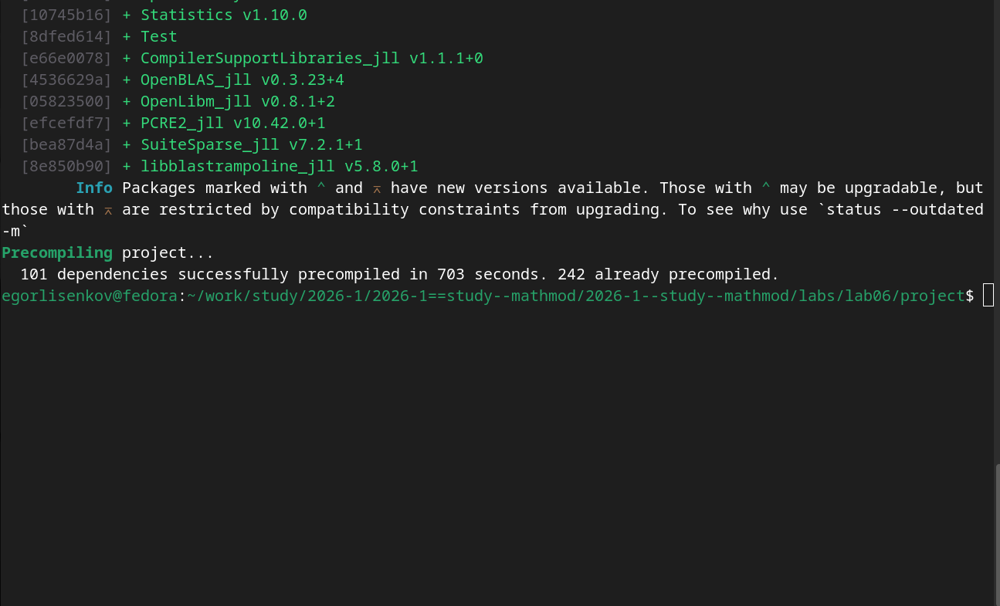 [10745b16] + Statistics v1.10.0
[8dfed614] + Test
[e66e0078] + CompilerSupportLibraries_jll v1.1.1+0
[4536629a] + OpenBLAS_jll v0.3.23+4
[05823500] + OpenLibm_jll v0.8.1+2
[efcefdf7] + PCRE2_jll v10.42.0+1
[bea87d4a] + SuiteSparse_jll v7.2.1+1
[8e850b90] + libblastrampoline_jll v5.8.0+1
Info Packages marked with ⌃ and ⌅ have new versions available. Those with ⌃ may be upgradable, but
those with ⌅ are restricted by compatibility constraints from upgrading. To see why use `status --outdated
-m`
Precompiling project...
101 dependencies successfully precompiled in 703 seconds. 242 already precompiled.
egorlisenkov@fedora:~/work/study/2026-1/2026-1==study--mathmod/2026-1--study--mathmod/labs/lab06/project$